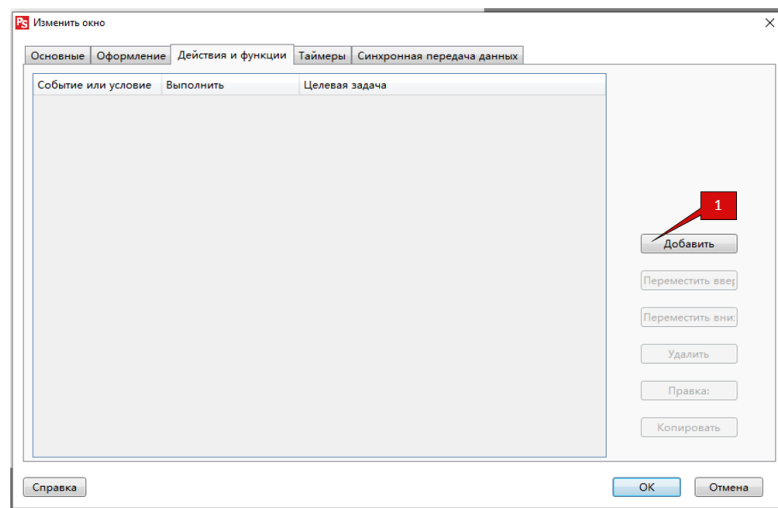 PS Изменить окно
Основные Оформление Действия и функции Таймеры Синхронная передача данных
Событие или условие Выполнить Целевая задача
1
Добавить
Переместить ввер
Переместить вни
Удалить
Правка:
Копировать
Справка OK Отмена